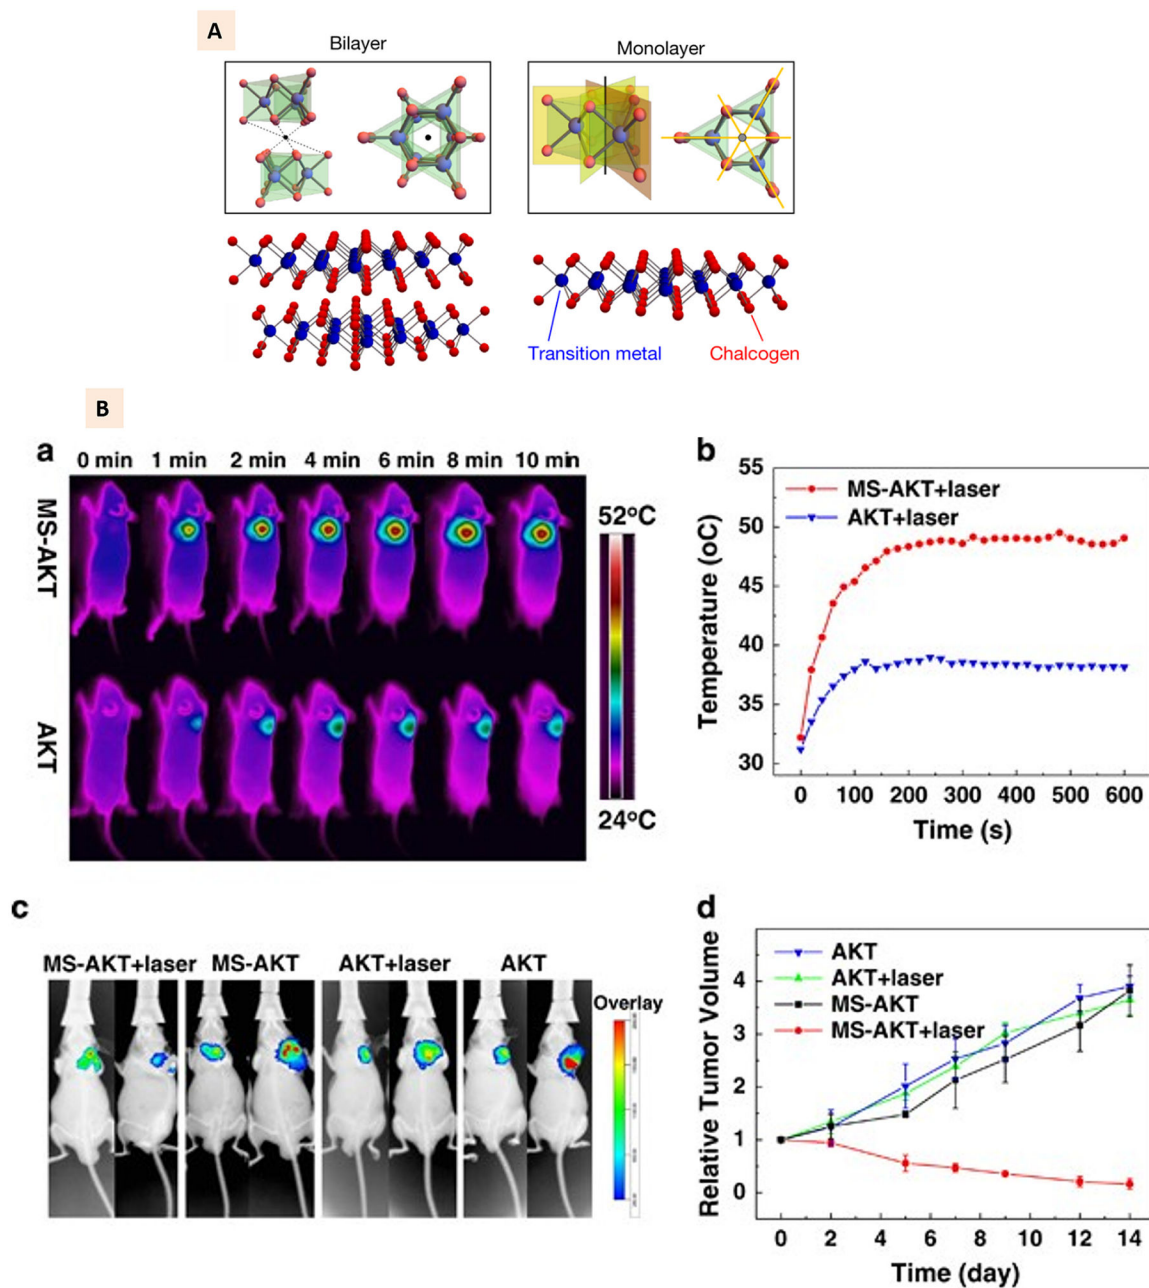 A
Bilayer
Monolayer
Transition metal
Chalcogen
B
a
0 min 1 min 2 min 4 min 6 min 8 min 10 min
MS-AKT
AKT
52°C
24°C
b
55
50
45
40
35
30
Temperature (oC)
MS-AKT+laser
AKT+laser
0 100 200 300 400 500 600
Time (s)
c
MS-AKT+laser MS-AKT AKT+laser AKT
Overlay
d
4
3
2
1
0
Relative Tumor Volume
AKT
AKT+laser
MS-AKT
MS-AKT+laser
0 2 4 6 8 10 12 14
Time (day)